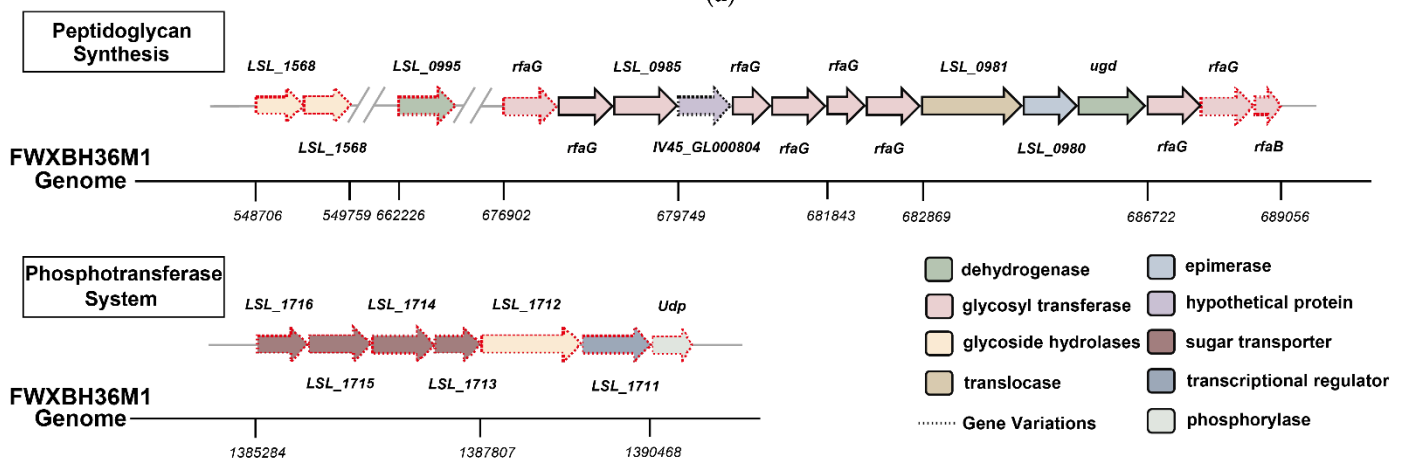 (a)
Peptidoglycan
Synthesis
LSL_1568
LSL_0995
rfaG
LSL_0985
rfaG
rfaG
LSL_0981
ugd
rfaG
LSL_1568
rfaG
IV45_GL000804
rfaG
rfaG
LSL_0980
rfaG
rfaB
FWXBH36M1
Genome
548706
549759
662226
676902
679749
681843
682869
686722
689056
Phosphotransferase
System
LSL_1716
LSL_1714
LSL_1712
Udp
LSL_1715
LSL_1713
LSL_1711
FWXBH36M1
Genome
1385284
1387807
1390468
dehydrogenase
epimerase
glycosyl transferase
hypothetical protein
glycoside hydrolases
sugar transporter
translocase
transcriptional regulator
Gene Variations
phosphorylase